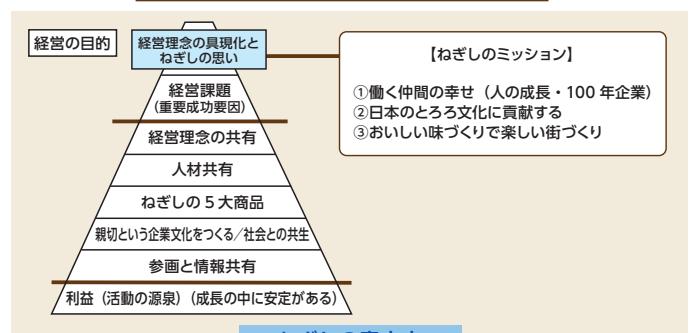 経営の目的
経営理念の具現化と
ねぎしの思い
【ねぎしのミッション】
①働く仲間の幸せ（人の成長・100年企業）
②日本のとろろ文化に貢献する
③おいしい味づくりで楽しい街づくり
経営課題
（重要成功要因）
経営理念の共有
人材共有
ねぎしの5大商品
親切という企業文化をつくる／社会との共生
参画と情報共有
利益（活動の源泉）（成長の中に安定がある）